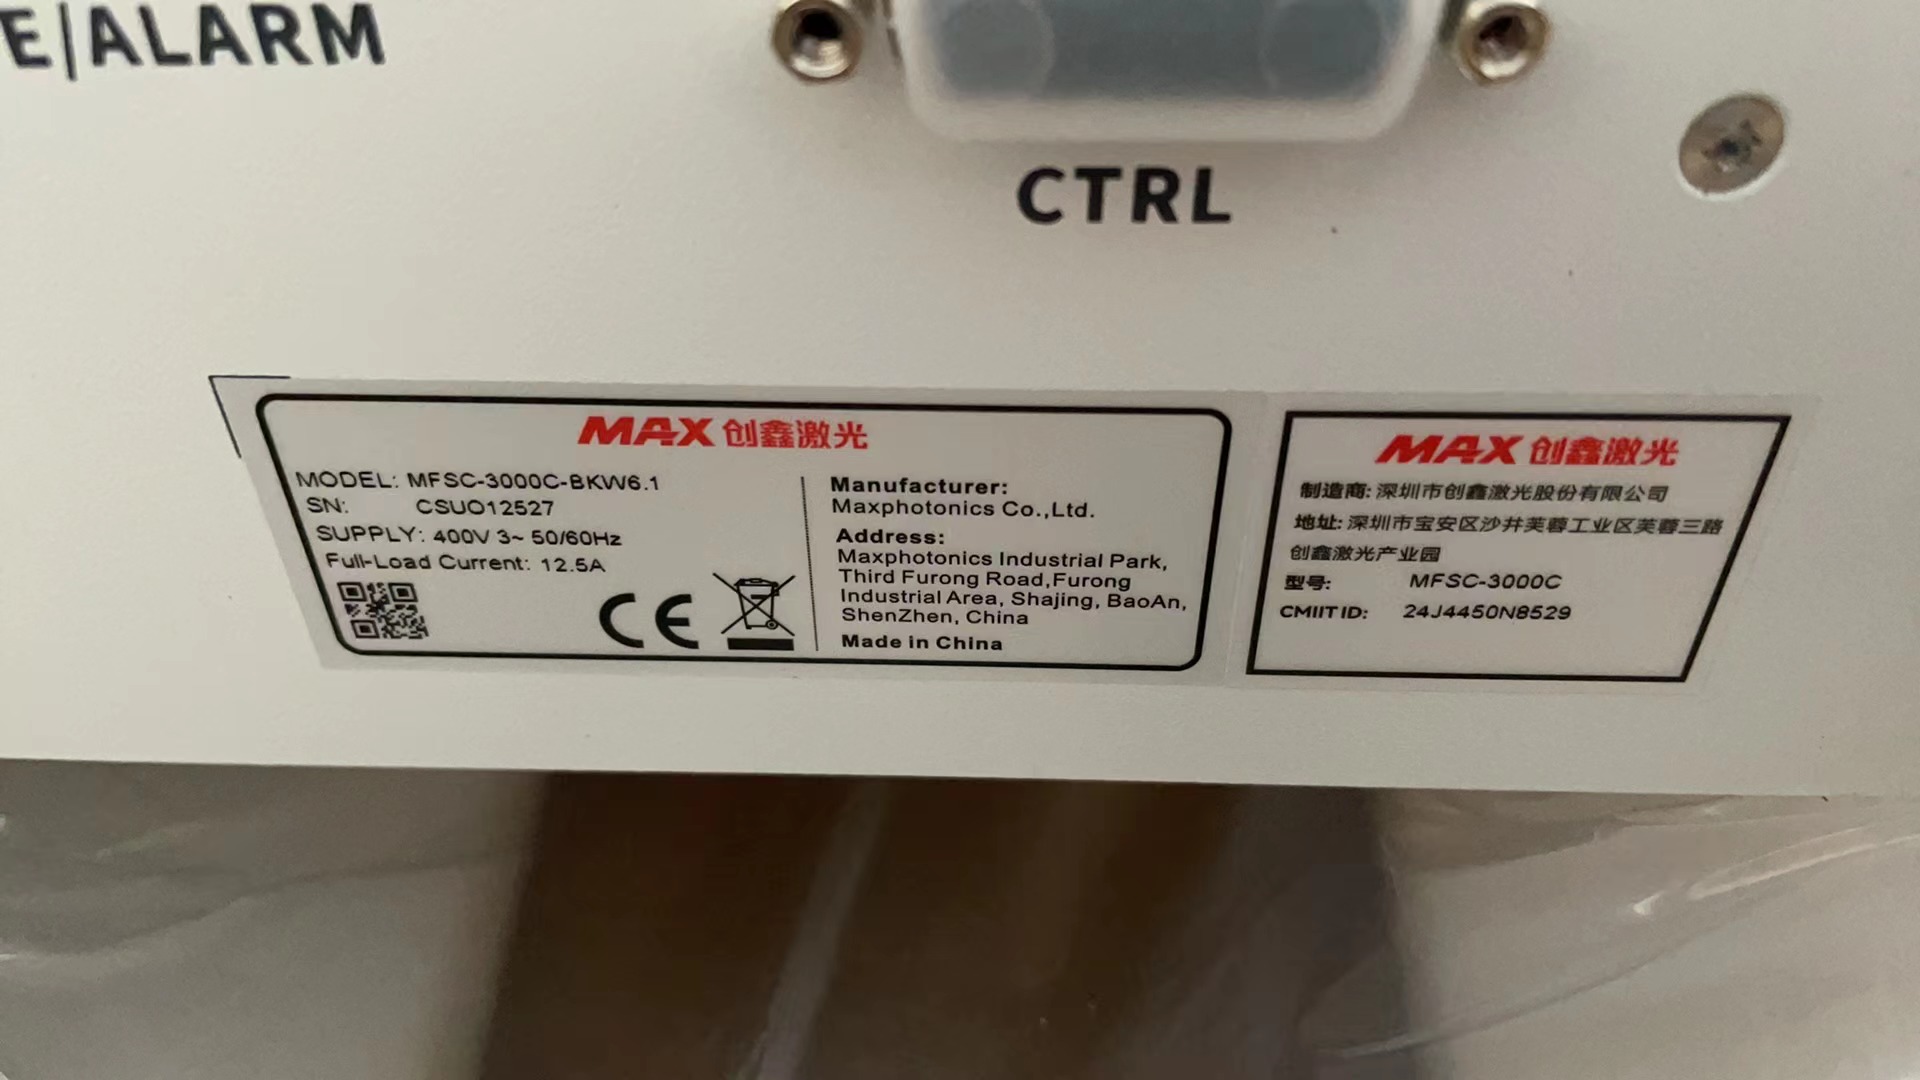 E|ALARM
CTRL
MAX 创鑫激光
MODEL: MFSC-3000C-BKW6.1
SN: CSUO12527
SUPPLY: 400V 3~ 50/60Hz
Full-Load Current: 12.5A
CE
Manufacturer:
Maxphotonics Co.,Ltd.
Address:
Maxphotonics Industrial Park,
Third Furong Road,Furong
Industrial Area, Shajing, BaoAn,
ShenZhen, China
Made in China
MAX 创鑫激光
制造商: 深圳市创鑫激光股份有限公司
地址: 深圳市宝安区沙井芙蓉工业区芙蓉三路
创鑫激光产业园
型号: MFSC-3000C
CMIIT ID: 24J4450N8529